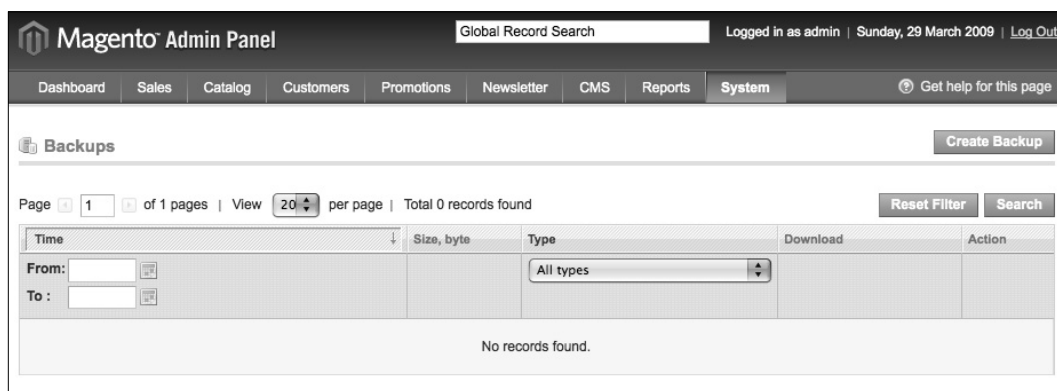 Magento™ Admin Panel Global Record Search Logged in as admin | Sunday, 29 March 2009 | Log Out
Dashboard Sales Catalog Customers Promotions Newsletter CMS Reports System Get help for this page
Backups Create Backup
Page 1 of 1 pages | View 20 per page | Total 0 records found Reset Filter Search
Time Size, byte Type Download Action
From: All types
To :
No records found.